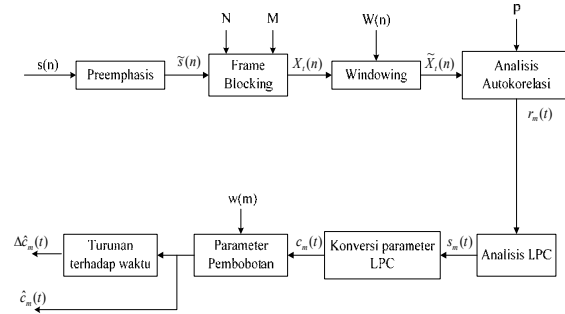 N
M
W(n)
p
s(n)
Preemphasis
s̃(n)
Frame
Blocking
X_t(n)
Windowing
X̃_t(n)
Analisis
Autokorelasi
r_m(t)
w(m)
Δĉ_m(t)
Turunan
terhadap waktu
Parameter
Pembobotan
c_m(t)
Konversi parameter
LPC
s_m(t)
Analisis LPC
ĉ_m(t)